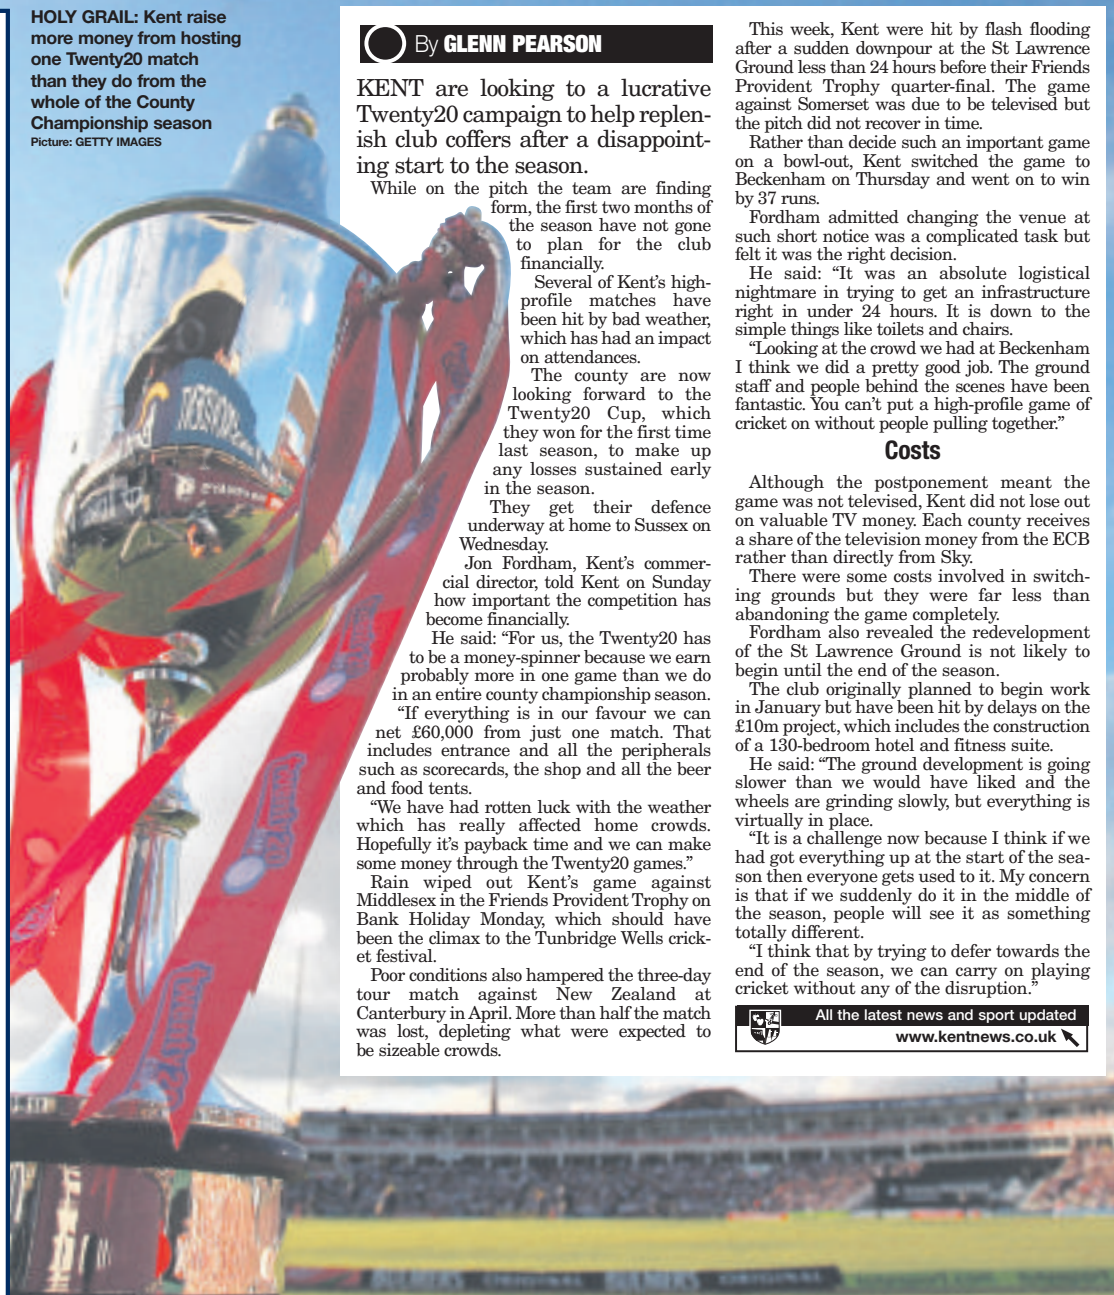 HOLY GRAIL: Kent raise
more money from hosting
one Twenty20 match
than they do from the
whole of the County
Championship season
Picture: GETTY IMAGES
By GLENN PEARSON
KENT are looking to a lucrative
Twenty20 campaign to help replen-
ish club coffers after a disappoint-
ing start to the season.
While on the pitch the team are finding
form, the first two months of
the season have not gone
to plan for the club
financially.
Several of Kent's high-
profile matches have
been hit by bad weather,
which has had an impact
on attendances.
The county are now
looking forward to the
Twenty20 Cup, which
they won for the first time
last season, to make up
any losses sustained early
in the season.
They get their defence
underway at home to Sussex on
Wednesday.
Jon Fordham, Kent's commer-
cial director, told Kent on Sunday
how important the competition has
become financially.
He said: “For us, the Twenty20 has
to be a money-spinner because we earn
probably more in one game than we do
in an entire county championship season.
“If everything is in our favour we can
net £60,000 from just one match. That
includes entrance and all the peripherals
such as scorecards, the shop and all the beer
and food tents.
“We have had rotten luck with the weather
which has really affected home crowds.
Hopefully it's payback time and we can make
some money through the Twenty20 games.”
Rain wiped out Kent's game against
Middlesex in the Friends Provident Trophy on
Bank Holiday Monday, which should have
been the climax to the Tunbridge Wells crick-
et festival.
Poor conditions also hampered the three-day
tour match against New Zealand at
Canterbury in April. More than half the match
was lost, depleting what were expected to
be sizeable crowds.
This week, Kent were hit by flash flooding
after a sudden downpour at the St Lawrence
Ground less than 24 hours before their Friends
Provident Trophy quarter-final. The game
against Somerset was due to be televised but
the pitch did not recover in time.
Rather than decide such an important game
on a bowl-out, Kent switched the game to
Beckenham on Thursday and went on to win
by 37 runs.
Fordham admitted changing the venue at
such short notice was a complicated task but
felt it was the right decision.
He said: “It was an absolute logistical
nightmare in trying to get an infrastructure
right in under 24 hours. It is down to the
simple things like toilets and chairs.
“Looking at the crowd we had at Beckenham
I think we did a pretty good job. The ground
staff and people behind the scenes have been
fantastic. You can't put a high-profile game of
cricket on without people pulling together.”
Costs
Although the postponement meant the
game was not televised, Kent did not lose out
on valuable TV money. Each county receives
a share of the television money from the ECB
rather than directly from Sky.
There were some costs involved in switch-
ing grounds but they were far less than
abandoning the game completely.
Fordham also revealed the redevelopment
of the St Lawrence Ground is not likely to
begin until the end of the season.
The club originally planned to begin work
in January but have been hit by delays on the
£10m project, which includes the construction
of a 130-bedroom hotel and fitness suite.
He said: “The ground development is going
slower than we would have liked and the
wheels are grinding slowly, but everything is
virtually in place.
“It is a challenge now because I think if we
had got everything up at the start of the sea-
son then everyone gets used to it. My concern
is that if we suddenly do it in the middle of
the season, people will see it as something
totally different.
“I think that by trying to defer towards the
end of the season, we can carry on playing
cricket without any of the disruption.”
All the latest news and sport updated
www.kentnews.co.uk
twenty20
twenty20
twenty20
BULMERS ORIGINAL BULMERS ORIGINAL